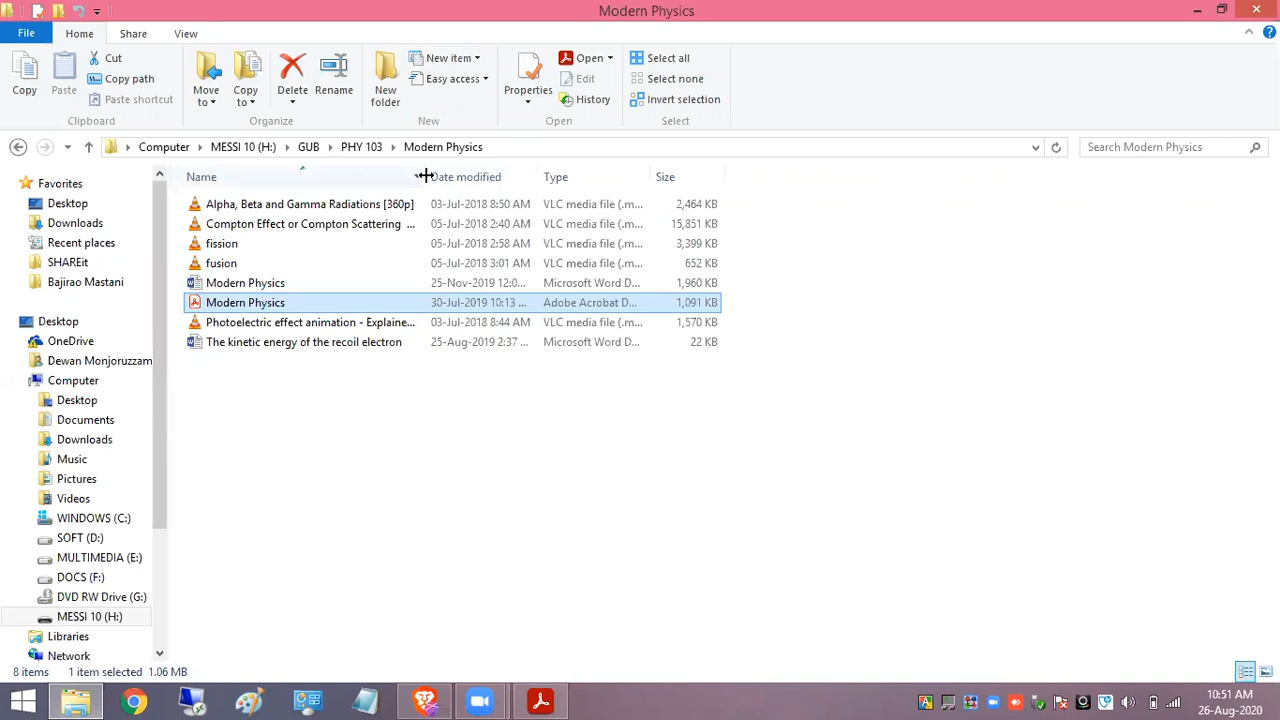 Modern Physics
File Home Share View
Copy
Paste
Cut
Copy path
Paste shortcut
Clipboard
Move to
Copy to
Delete
Rename
Organize
New folder
New item
Easy access
New
Properties
Open
Edit
History
Open
Select all
Select none
Invert selection
Select
Computer MESSI 10 (H:) GUB PHY 103 Modern Physics
Search Modern Physics
Favorites
Desktop
Downloads
Recent places
SHAREit
Bajirao Mastani
Desktop
OneDrive
Dewan Monjoruzzam
Computer
Desktop
Documents
Downloads
Music
Pictures
Videos
WINDOWS (C:)
SOFT (D:)
MULTIMEDIA (E:)
DOCS (F:)
DVD RW Drive (G:)
MESSI 10 (H:)
Libraries
Network
Name Date modified Type Size
Alpha, Beta and Gamma Radiations [360p] 03-Jul-2018 8:50 AM VLC media file (.m... 2,464 KB
Compton Effect or Compton Scattering ... 05-Jul-2018 2:40 AM VLC media file (.m... 15,851 KB
fission 05-Jul-2018 2:58 AM VLC media file (.m... 3,399 KB
fusion 05-Jul-2018 3:01 AM VLC media file (.m... 652 KB
Modern Physics 25-Nov-2019 12:0... Microsoft Word D... 1,960 KB
Modern Physics 30-Jul-2019 10:13 ... Adobe Acrobat D... 1,091 KB
Photoelectric effect animation - Explaine... 03-Jul-2018 8:44 AM VLC media file (.m... 1,570 KB
The kinetic energy of the recoil electron 25-Aug-2019 2:37 ... Microsoft Word D... 22 KB
8 items 1 item selected 1.06 MB
10:51 AM
26-Aug-2020